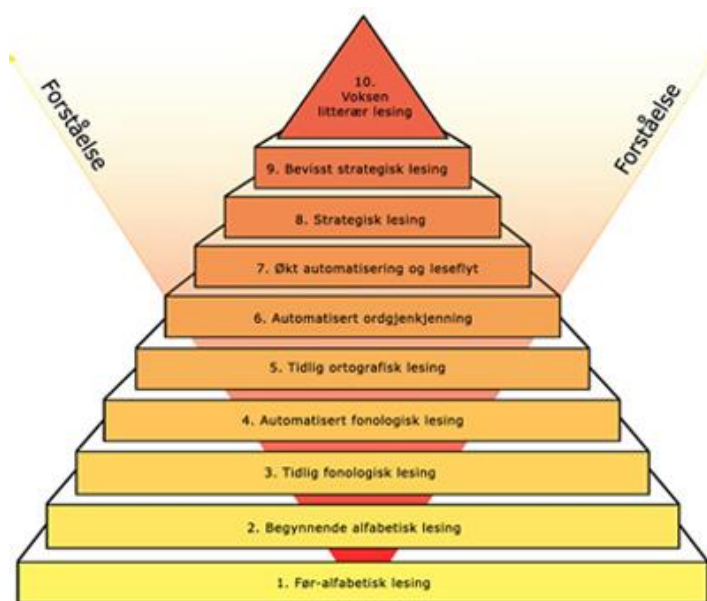 10.
Voksen
litterær lesing
Forståelse
Forståelse
9. Bevisst strategisk lesing
8. Strategisk lesing
7. Økt automatisering og leseflyt
6. Automatisert ordgjenkjenning
5. Tidlig ortografisk lesing
4. Automatisert fonologisk lesing
3. Tidlig fonologisk lesing
2. Begynnende alfabetisk lesing
1. Før-alfabetisk lesing